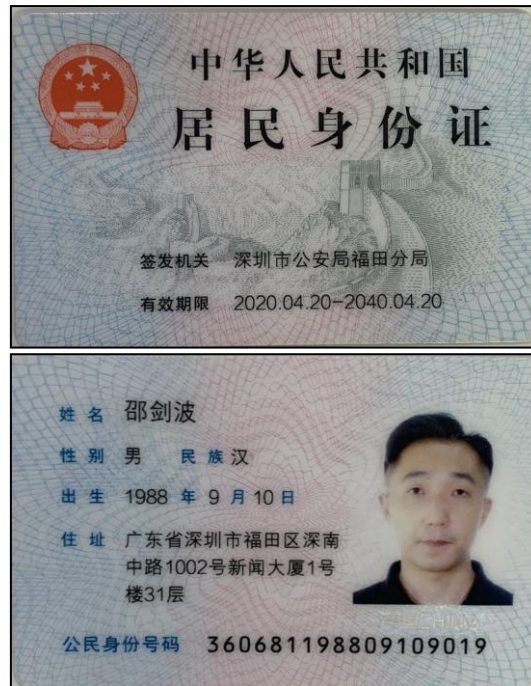 中华人民共和国
居民身份证
签发机关 深圳市公安局福田分局
有效期限 2020.04.20-2040.04.20
姓名 邵剑波
性别 男 民族 汉
出生 1988 年 9 月 10 日
住址 广东省深圳市福田区深南
中路1002号新闻大厦1号
楼31层
公民身份号码 360681198809109019